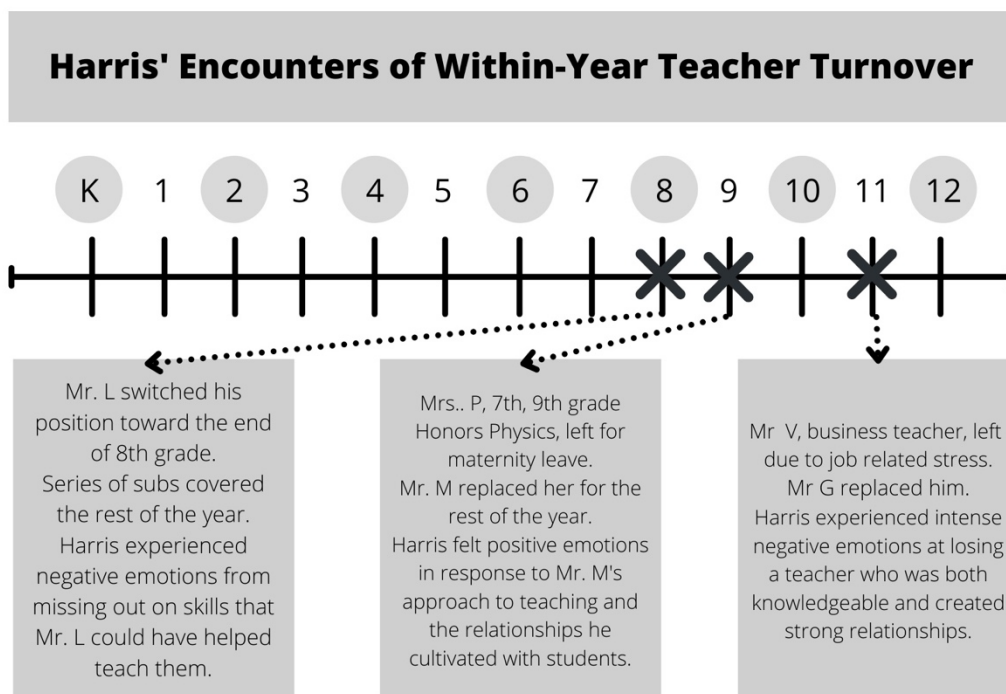 Harris' Encounters of Within-Year Teacher Turnover
K 1 2 3 4 5 6 7 8 9 10 11 12
Mr. L switched his
position toward the end
of 8th grade.
Series of subs covered
the rest of the year.
Harris experienced
negative emotions from
missing out on skills that
Mr. L could have helped
teach them.
Mrs.. P, 7th, 9th grade
Honors Physics, left for
maternity leave.
Mr. M replaced her for the
rest of the year.
Harris felt positive emotions
in response to Mr. M's
approach to teaching and
the relationships he
cultivated with students.
Mr V, business teacher, left
due to job related stress.
Mr G replaced him.
Harris experienced intense
negative emotions at losing
a teacher who was both
knowledgeable and created
strong relationships.